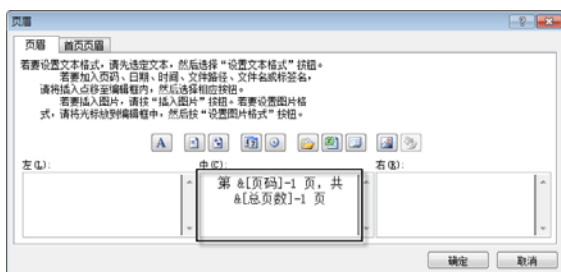 页眉
页眉 首页页眉
若要设置文本格式，请先选定文本，然后选择“设置文本格式”按钮。
若要加入页码、日期、时间、文件路径、文件名或标签名，
请将插入点移至编辑框内，然后选择相应按钮。
若要插入图片，请按“插入图片”按钮。若要设置图片格
式，请将光标放到编辑框中，然后按“设置图片格式”按钮。
左(L): 中(C): 右(R):
第 &[页码]-1 页，共
&[总页数]-1 页
确定 取消